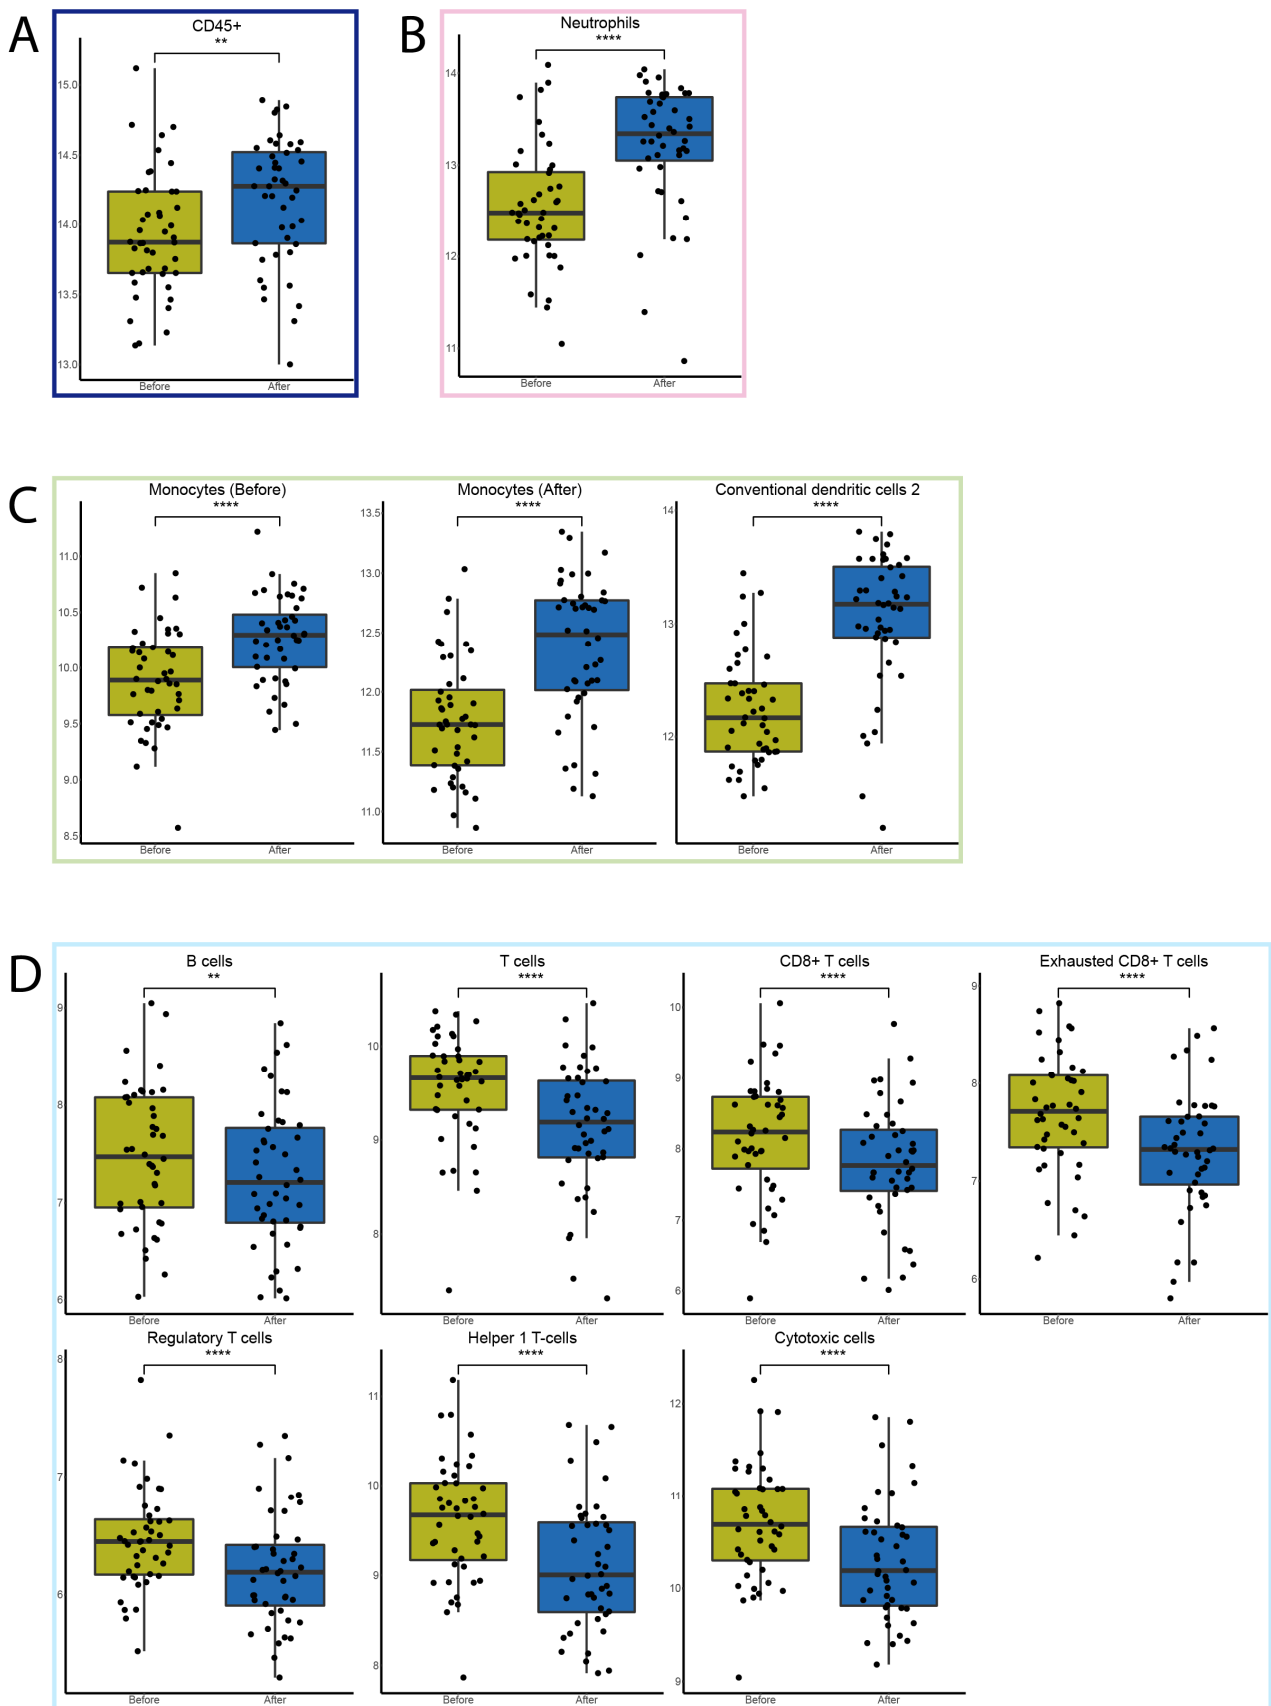 A
CD45+
**
15.0
14.5
14.0
13.5
13.0
Before
After
B
Neutrophils
****
14
13
12
11
Before
After
C
Monocytes (Before)
****
11.0
10.5
10.0
9.5
9.0
8.5
Before
After
Monocytes (After)
****
13.5
13.0
12.5
12.0
11.5
11.0
Before
After
Conventional dendritic cells 2
****
14
13
12
Before
After
D
B cells
**
9
8
7
6
Before
After
T cells
****
10
9
8
Before
After
CD8+ T cells
****
10
9
8
7
6
Before
After
Exhausted CD8+ T cells
****
9
8
7
6
Before
After
Regulatory T cells
****
8
7
6
Before
After
Helper 1 T-cells
****
11
10
9
8
Before
After
Cytotoxic cells
****
12
11
10
9
Before
After